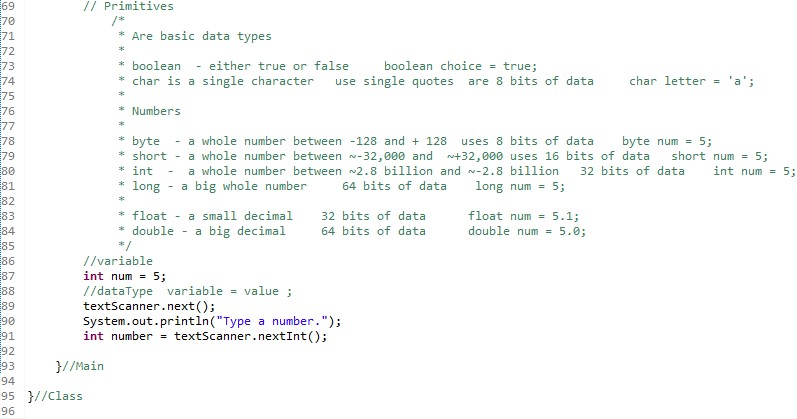 69 // Primitives
70 /*
71 * Are basic data types
72 *
73 * boolean - either true or false boolean choice = true;
74 * char is a single character use single quotes are 8 bits of data char letter = 'a';
75 *
76 * Numbers
77 *
78 * byte - a whole number between -128 and + 128 uses 8 bits of data byte num = 5;
79 * short - a whole number between ~-32,000 and ~+32,000 uses 16 bits of data short num = 5;
80 * int - a whole number between ~2.8 billion and ~-2.8 billion 32 bits of data int num = 5;
81 * long - a big whole number 64 bits of data long num = 5;
82 *
83 * float - a small decimal 32 bits of data float num = 5.1;
84 * double - a big decimal 64 bits of data double num = 5.0;
85 */
86 //variable
87 int num = 5;
88 //dataType variable = value ;
89 textScanner.next();
90 System.out.println("Type a number.");
91 int number = textScanner.nextInt();
92
93 }//Main
94
95 }//Class
96